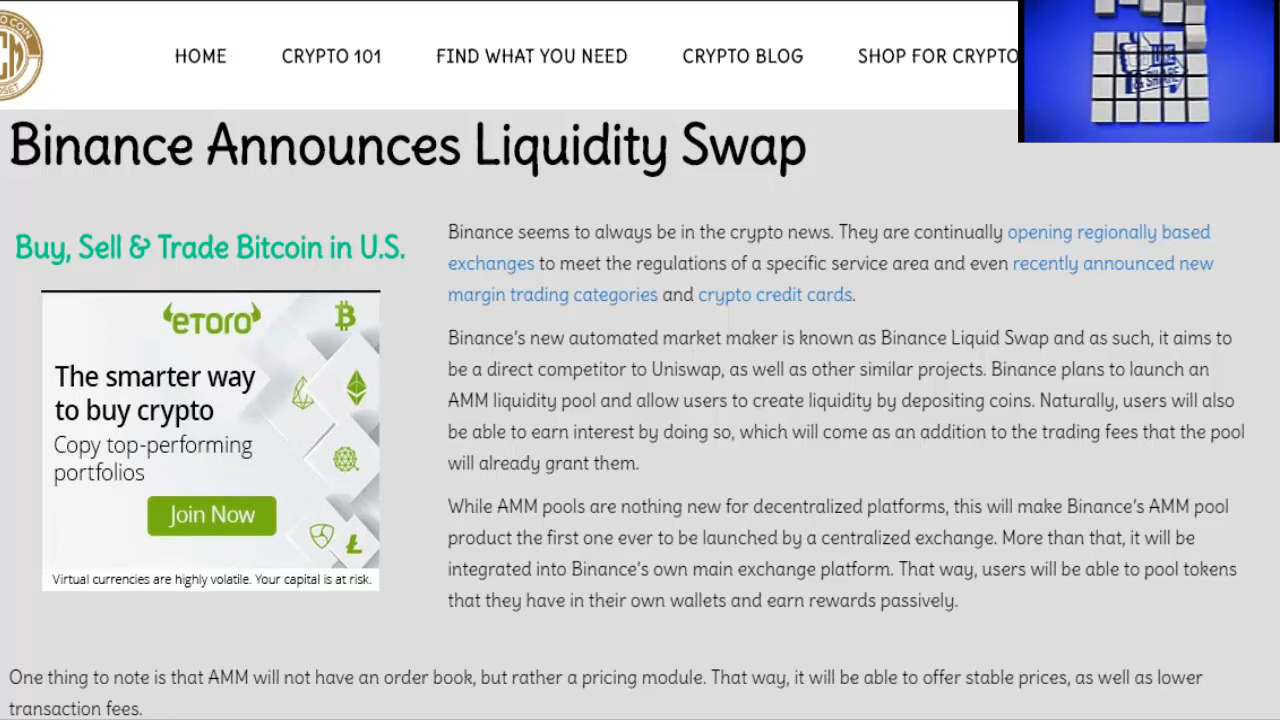 O COIN
CM
SET
HOME
CRYPTO 101
FIND WHAT YOU NEED
CRYPTO BLOG
SHOP FOR CRYPTO
& SHARE
Binance Announces Liquidity Swap
Buy, Sell & Trade Bitcoin in U.S.
eToro
The smarter way
to buy crypto
Copy top-performing
portfolios
Join Now
Virtual currencies are highly volatile. Your capital is at risk.
Binance seems to always be in the crypto news. They are continually opening regionally based
exchanges to meet the regulations of a specific service area and even recently announced new
margin trading categories and crypto credit cards.
Binance’s new automated market maker is known as Binance Liquid Swap and as such, it aims to
be a direct competitor to Uniswap, as well as other similar projects. Binance plans to launch an
AMM liquidity pool and allow users to create liquidity by depositing coins. Naturally, users will also
be able to earn interest by doing so, which will come as an addition to the trading fees that the pool
will already grant them.
While AMM pools are nothing new for decentralized platforms, this will make Binance’s AMM pool
product the first one ever to be launched by a centralized exchange. More than that, it will be
integrated into Binance’s own main exchange platform. That way, users will be able to pool tokens
that they have in their own wallets and earn rewards passively.
One thing to note is that AMM will not have an order book, but rather a pricing module. That way, it will be able to offer stable prices, as well as lower
transaction fees.